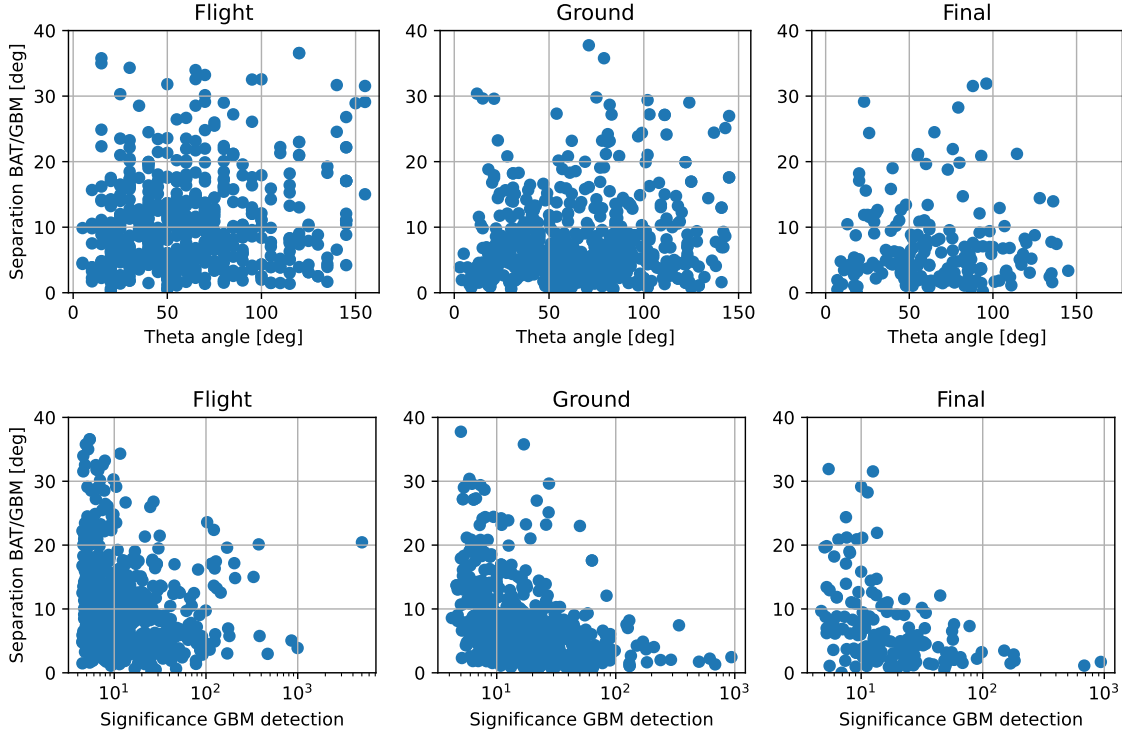 Flight Ground Final
Separation BAT/GBM [deg]
40 40 40
30 30 30
20 20 20
10 10 10
0 0 0
0 50 100 150 0 50 100 150 0 50 100 150
Theta angle [deg] Theta angle [deg] Theta angle [deg]
Flight Ground Final
Separation BAT/GBM [deg]
40 40 40
30 30 30
20 20 20
10 10 10
0 0 0
10¹ 10² 10³ 10¹ 10² 10³ 10¹ 10² 10³
Significance GBM detection Significance GBM detection Significance GBM detection